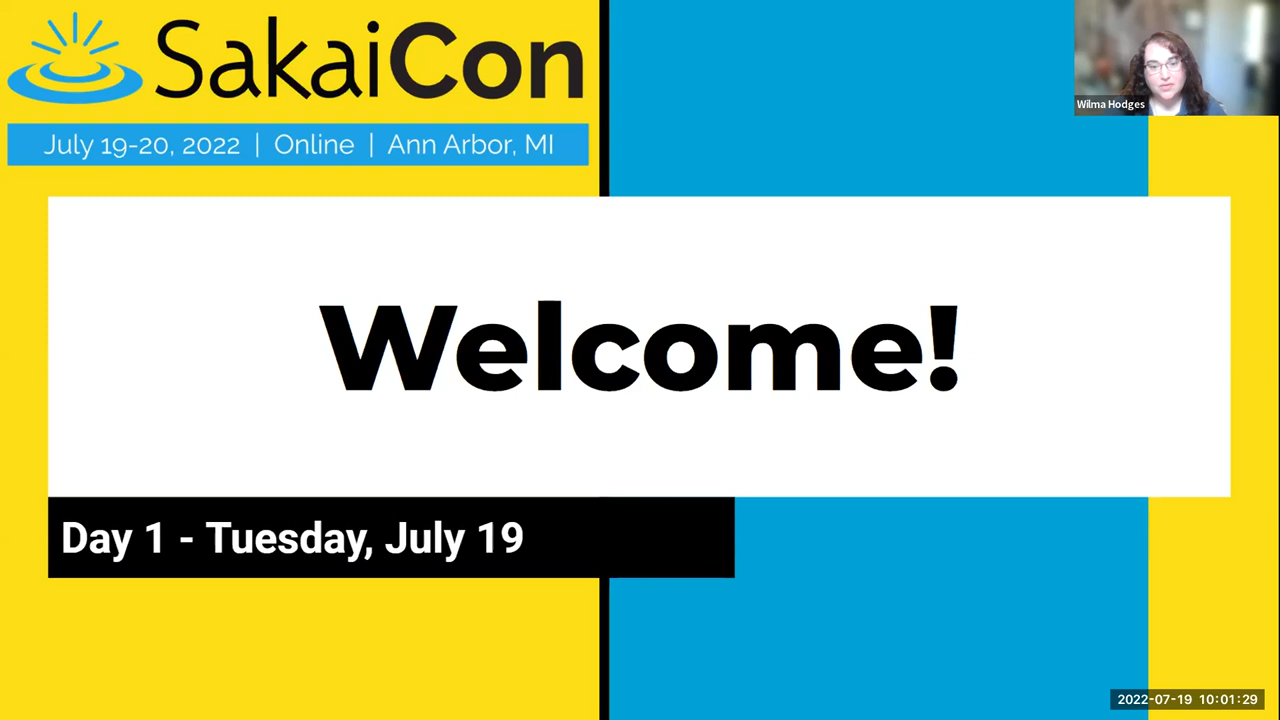 SakaiCon
July 19-20, 2022 | Online | Ann Arbor, MI
Wilma Hodges
Welcome!
Day 1 - Tuesday, July 19
2022-07-19 10:01:29